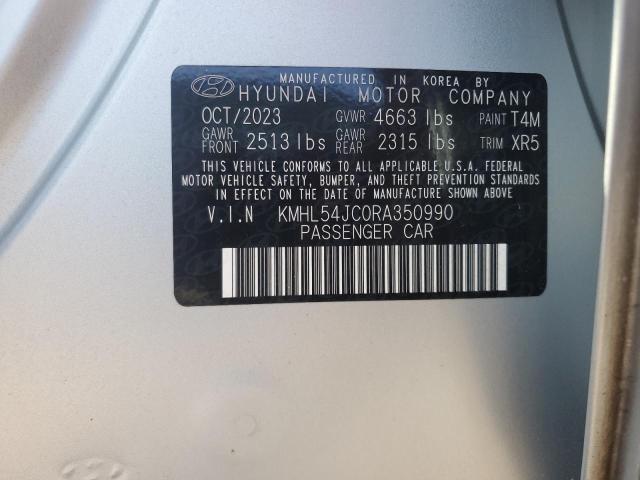 MANUFACTURED IN KOREA BY
HYUNDAI MOTOR COMPANY
OCT/2023 GVWR 4663 lbs PAINT T4M
GAWR FRONT 2513 lbs GAWR REAR 2315 lbs TRIM XR5
THIS VEHICLE CONFORMS TO ALL APPLICABLE U.S.A. FEDERAL
MOTOR VEHICLE SAFETY, BUMPER, AND THEFT PREVENTION STANDARDS
IN EFFECT ON THE DATE OF MANUFACTURE SHOWN ABOVE
V.I.N KMHL54JC0RA350990
PASSENGER CAR